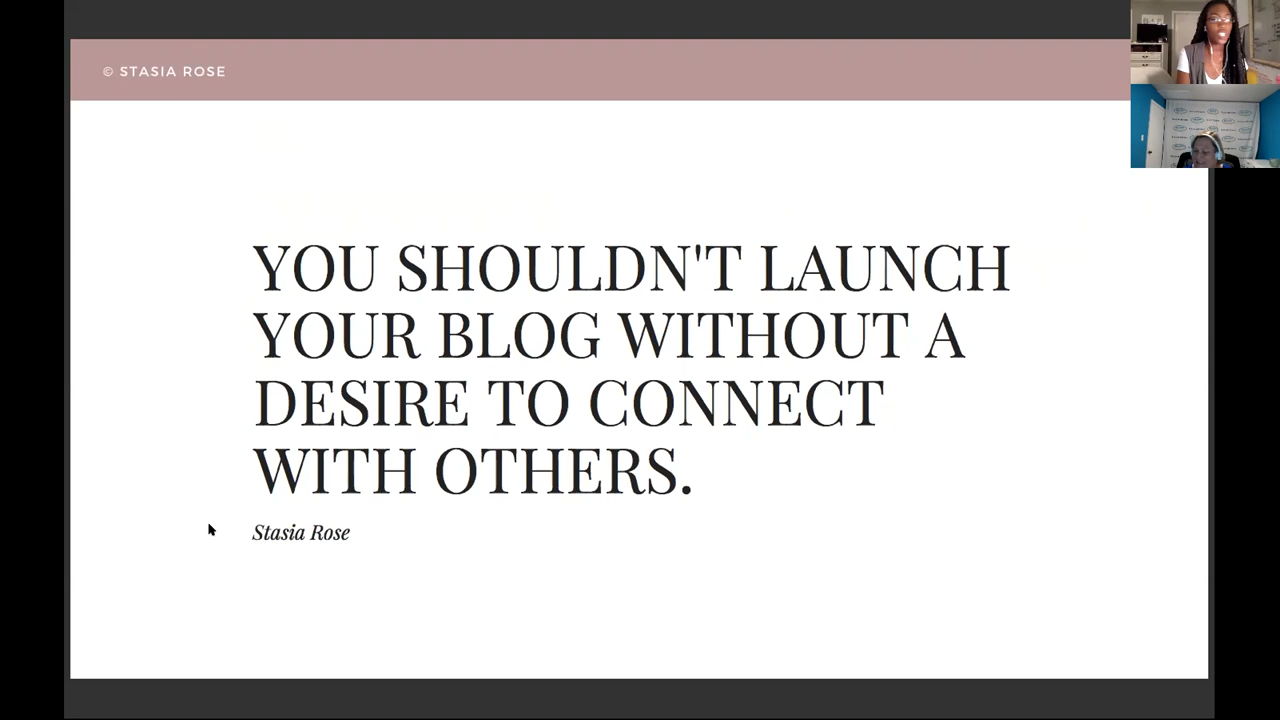 © STASIA ROSE
YOU SHOULDN'T LAUNCH
YOUR BLOG WITHOUT A
DESIRE TO CONNECT
WITH OTHERS.
Stasia Rose